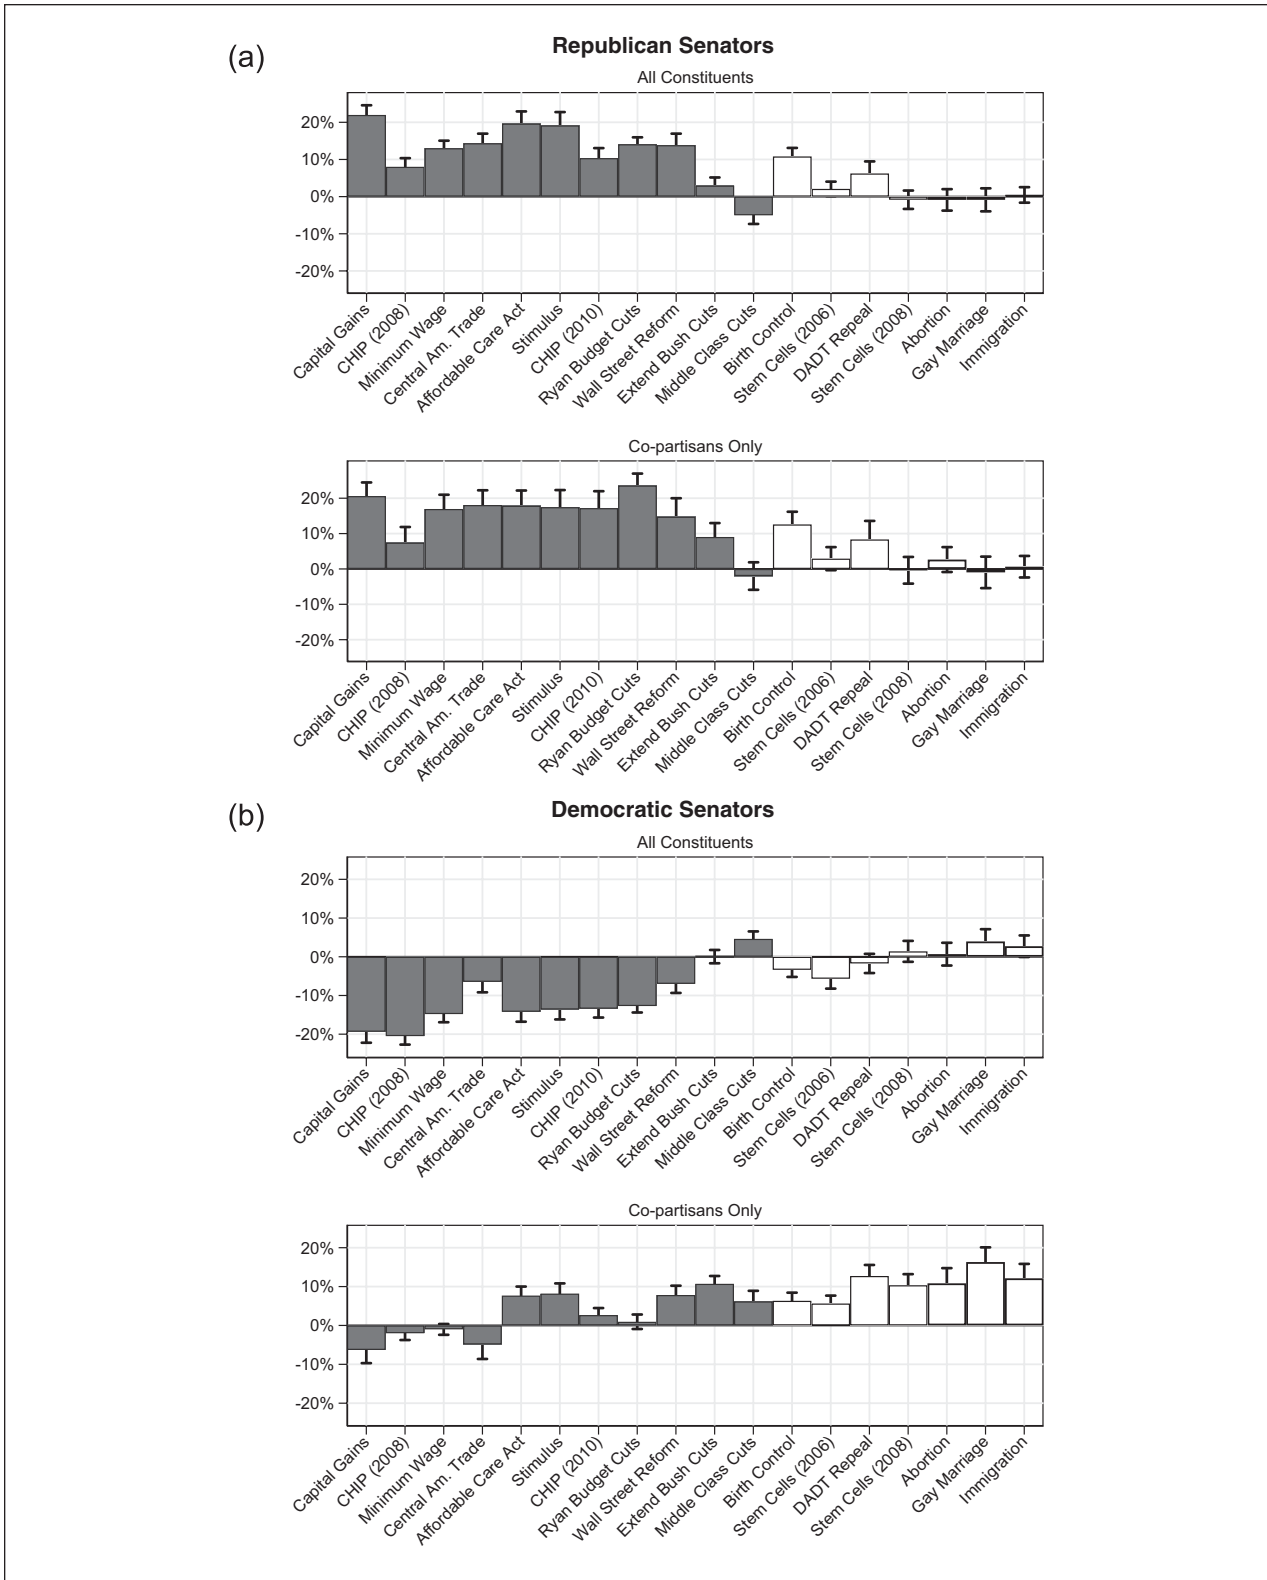 (a)
Republican Senators
All Constituents
20%
10%
0%
-10%
-20%
Capital Gains
CHIP (2008)
Minimum Wage
Central Am. Trade
Affordable Care Act
Stimulus
CHIP (2010)
Ryan Budget Cuts
Wall Street Reform
Extend Bush Cuts
Middle Class Cuts
Birth Control
Stem Cells (2006)
DADT Repeal
Stem Cells (2008)
Abortion
Gay Marriage
Immigration
Co-partisans Only
20%
10%
0%
-10%
-20%
Capital Gains
CHIP (2008)
Minimum Wage
Central Am. Trade
Affordable Care Act
Stimulus
CHIP (2010)
Ryan Budget Cuts
Wall Street Reform
Extend Bush Cuts
Middle Class Cuts
Birth Control
Stem Cells (2006)
DADT Repeal
Stem Cells (2008)
Abortion
Gay Marriage
Immigration
(b)
Democratic Senators
All Constituents
20%
10%
0%
-10%
-20%
Capital Gains
CHIP (2008)
Minimum Wage
Central Am. Trade
Affordable Care Act
Stimulus
CHIP (2010)
Ryan Budget Cuts
Wall Street Reform
Extend Bush Cuts
Middle Class Cuts
Birth Control
Stem Cells (2006)
DADT Repeal
Stem Cells (2008)
Abortion
Gay Marriage
Immigration
Co-partisans Only
20%
10%
0%
-10%
-20%
Capital Gains
CHIP (2008)
Minimum Wage
Central Am. Trade
Affordable Care Act
Stimulus
CHIP (2010)
Ryan Budget Cuts
Wall Street Reform
Extend Bush Cuts
Middle Class Cuts
Birth Control
Stem Cells (2006)
DADT Repeal
Stem Cells (2008)
Abortion
Gay Marriage
Immigration